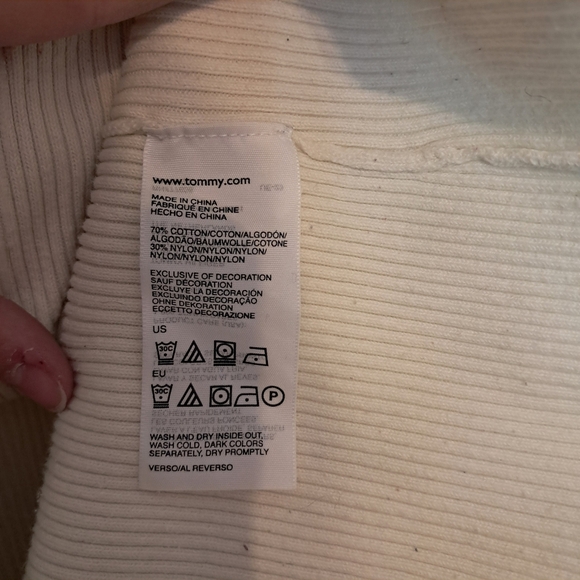 www.tommy.com
MADE IN CHINA
FABRIQUÉ EN CHINE
HECHO EN CHINA
70% COTTON/COTON/ALGODÓN/
ALGODÃO/BAUMWOLLE/COTONE
30% NYLON/NYLON/NYLON/
NYLON/NYLON/NYLON
EXCLUSIVE OF DECORATION
SAUF DÉCORATION
EXCLUYE LA DECORACIÓN
EXCLUINDO DECORAÇÃO
OHNE DEKORATION
ECCETTO DECORAZIONE
US
30C
EU
30C P
WASH AND DRY INSIDE OUT,
WASH COLD, DARK COLORS
SEPARATELY, DRY PROMPTLY
VERSO/AL REVERSO